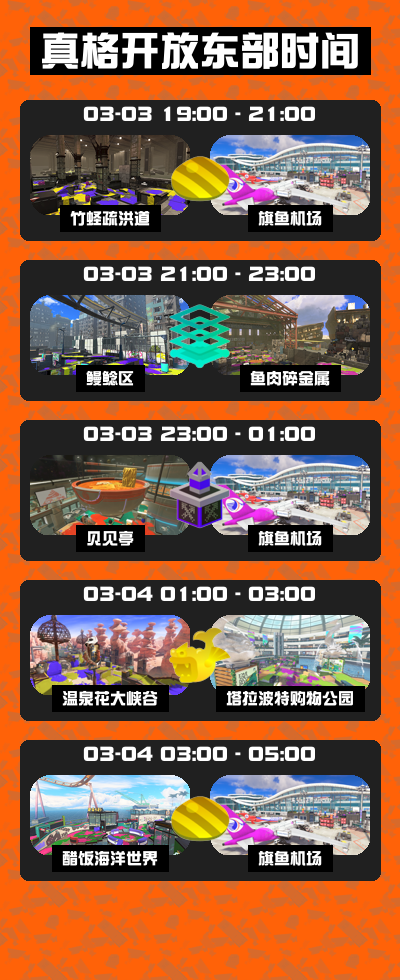 真格开放东部时间
03-03 19:00 - 21:00
竹蛏疏洪道
旗鱼机场
03-03 21:00 - 23:00
鳗鲶区
鱼肉碎金属
03-03 23:00 - 01:00
贝贝亭
旗鱼机场
03-04 01:00 - 03:00
温泉花大峡谷
塔拉波特购物公园
03-04 03:00 - 05:00
醋饭海洋世界
旗鱼机场